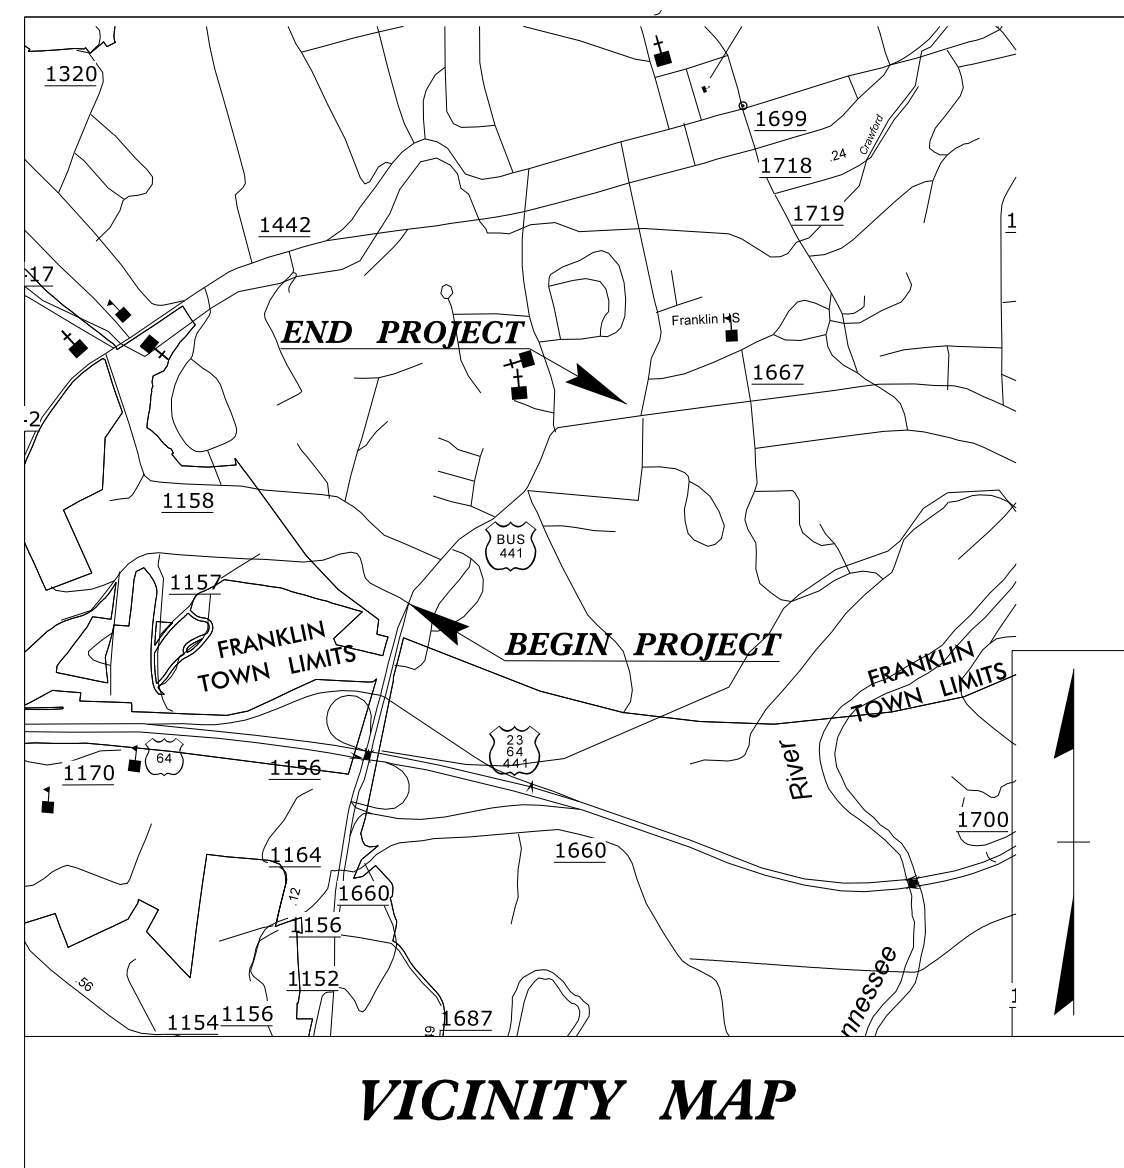 1320
1699
.24
Crawford
1718
1719
1442
17
Franklin HS
END PROJECT
1667
2
1158
BUS
441
1157
FRANKLIN
TOWN LIMITS
BEGIN PROJECT
FRANKLIN
TOWN LIMITS
23
64
441
64
1170
1156
River
1700
1164
1660
1660
.12
1156
1152
.56
1154
1156
1687
nnessee
VICINITY MAP